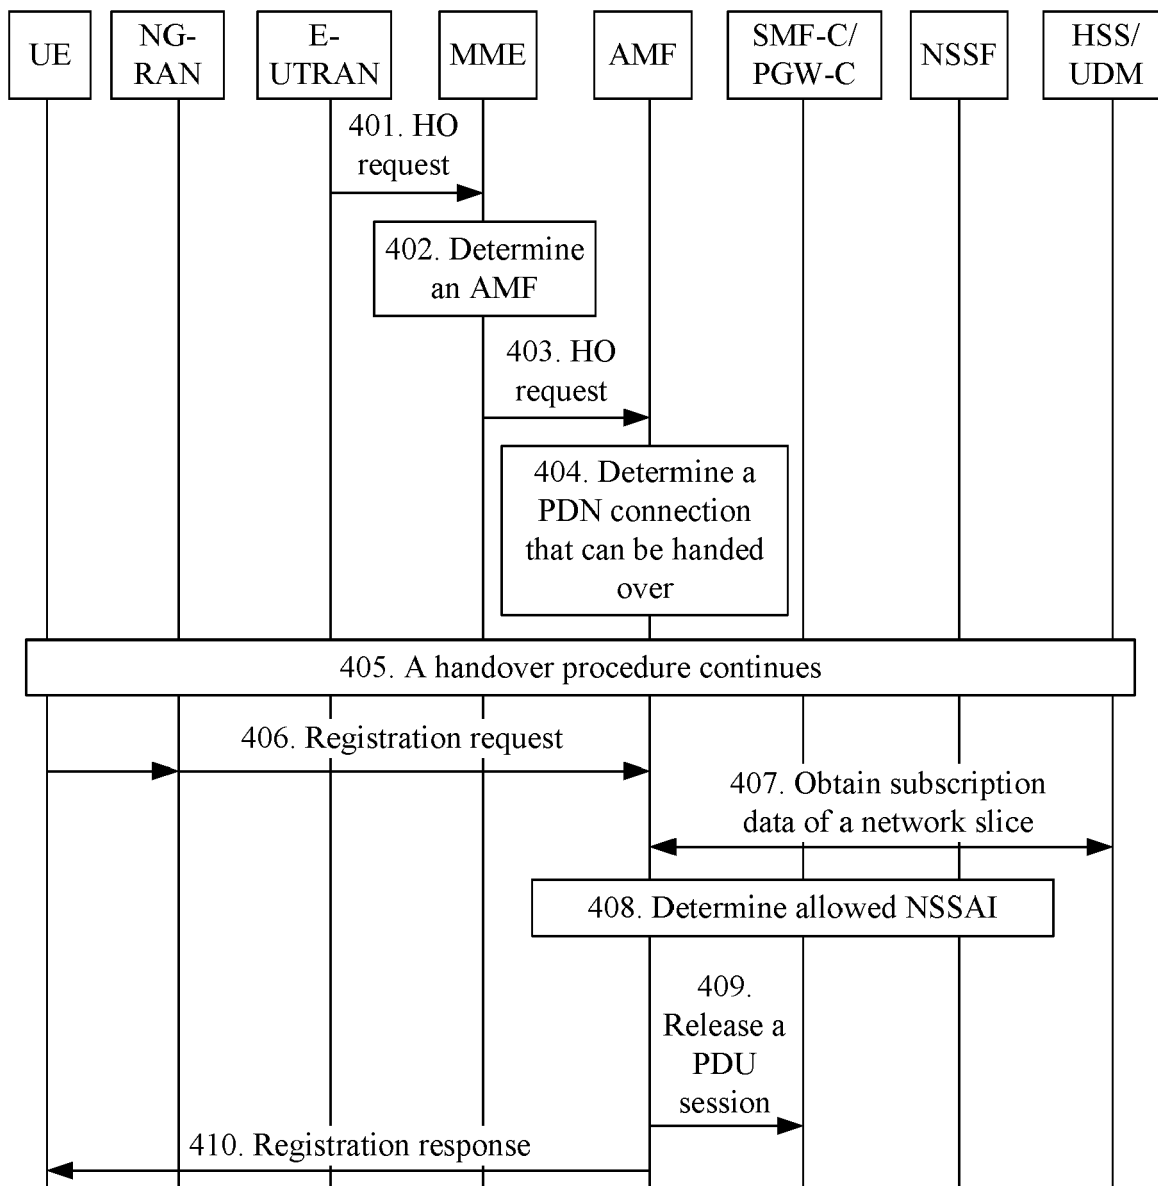 UE
NG-
RAN
E-
UTRAN
MME
AMF
SMF-C/
PGW-C
NSSF
HSS/
UDM
401. HO
request
402. Determine
an AMF
403. HO
request
404. Determine a
PDN connection
that can be handed
over
405. A handover procedure continues
406. Registration request
407. Obtain subscription
data of a network slice
408. Determine allowed NSSAI
409.
Release a
PDU
session
410. Registration response